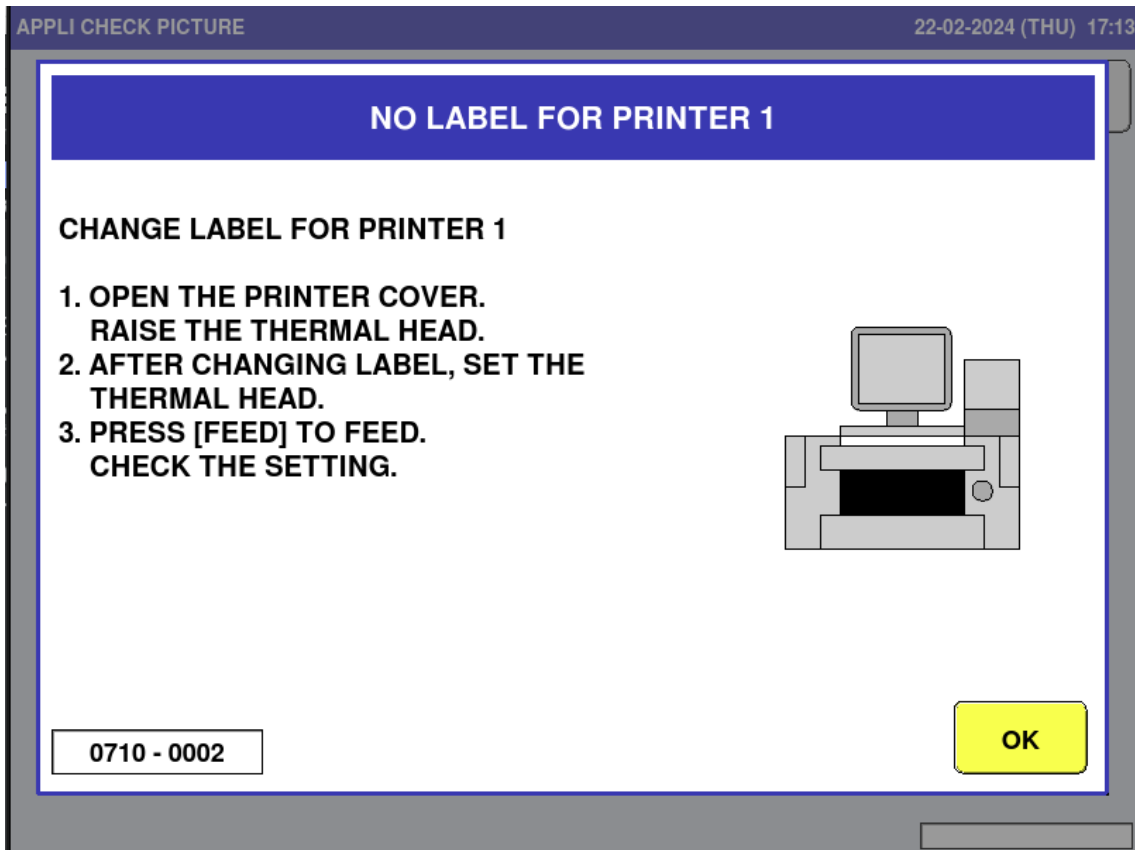 APPLI CHECK PICTURE 22-02-2024 (THU) 17:13
NO LABEL FOR PRINTER 1
CHANGE LABEL FOR PRINTER 1
1. OPEN THE PRINTER COVER.
RAISE THE THERMAL HEAD.
2. AFTER CHANGING LABEL, SET THE
THERMAL HEAD.
3. PRESS [FEED] TO FEED.
CHECK THE SETTING.
0710 - 0002
OK